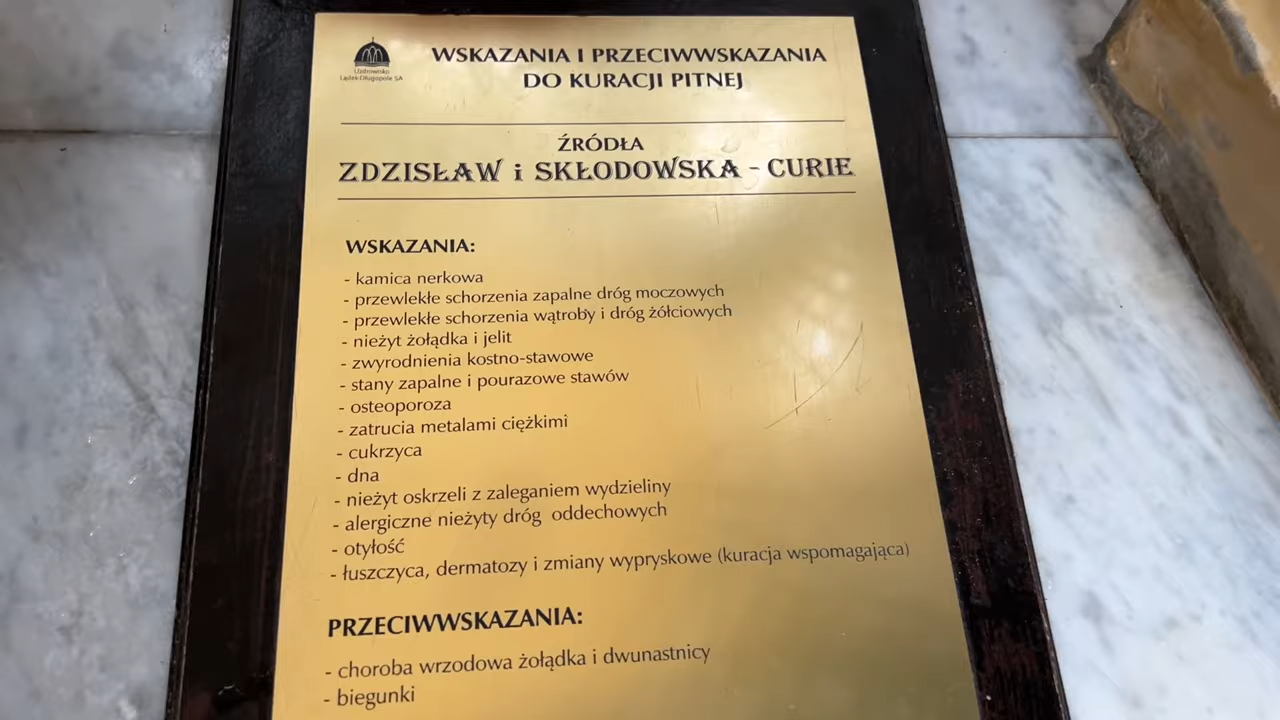 Uzdrowisko
Lądek-Długopole SA
WSKAZANIA I PRZECIWWSKAZANIA
DO KURACJI PITNEJ
ŹRÓDŁA
ZDZISŁAW i SKŁODOWSKA - CURIE
WSKAZANIA:
- kamica nerkowa
- przewlekłe schorzenia zapalne dróg moczowych
- przewlekłe schorzenia wątroby i dróg żółciowych
- nieżyt żołądka i jelit
- zwyrodnienia kostno-stawowe
- stany zapalne i pourazowe stawów
- osteoporoza
- zatrucia metalami ciężkimi
- cukrzyca
- dna
- nieżyt oskrzeli z zaleganiem wydzieliny
- alergiczne nieżyty dróg oddechowych
- otyłość
- łuszczyca, dermatozy i zmiany wypryskowe (kuracja wspomagająca)
PRZECIWWSKAZANIA:
- choroba wrzodowa żołądka i dwunastnicy
- biegunki